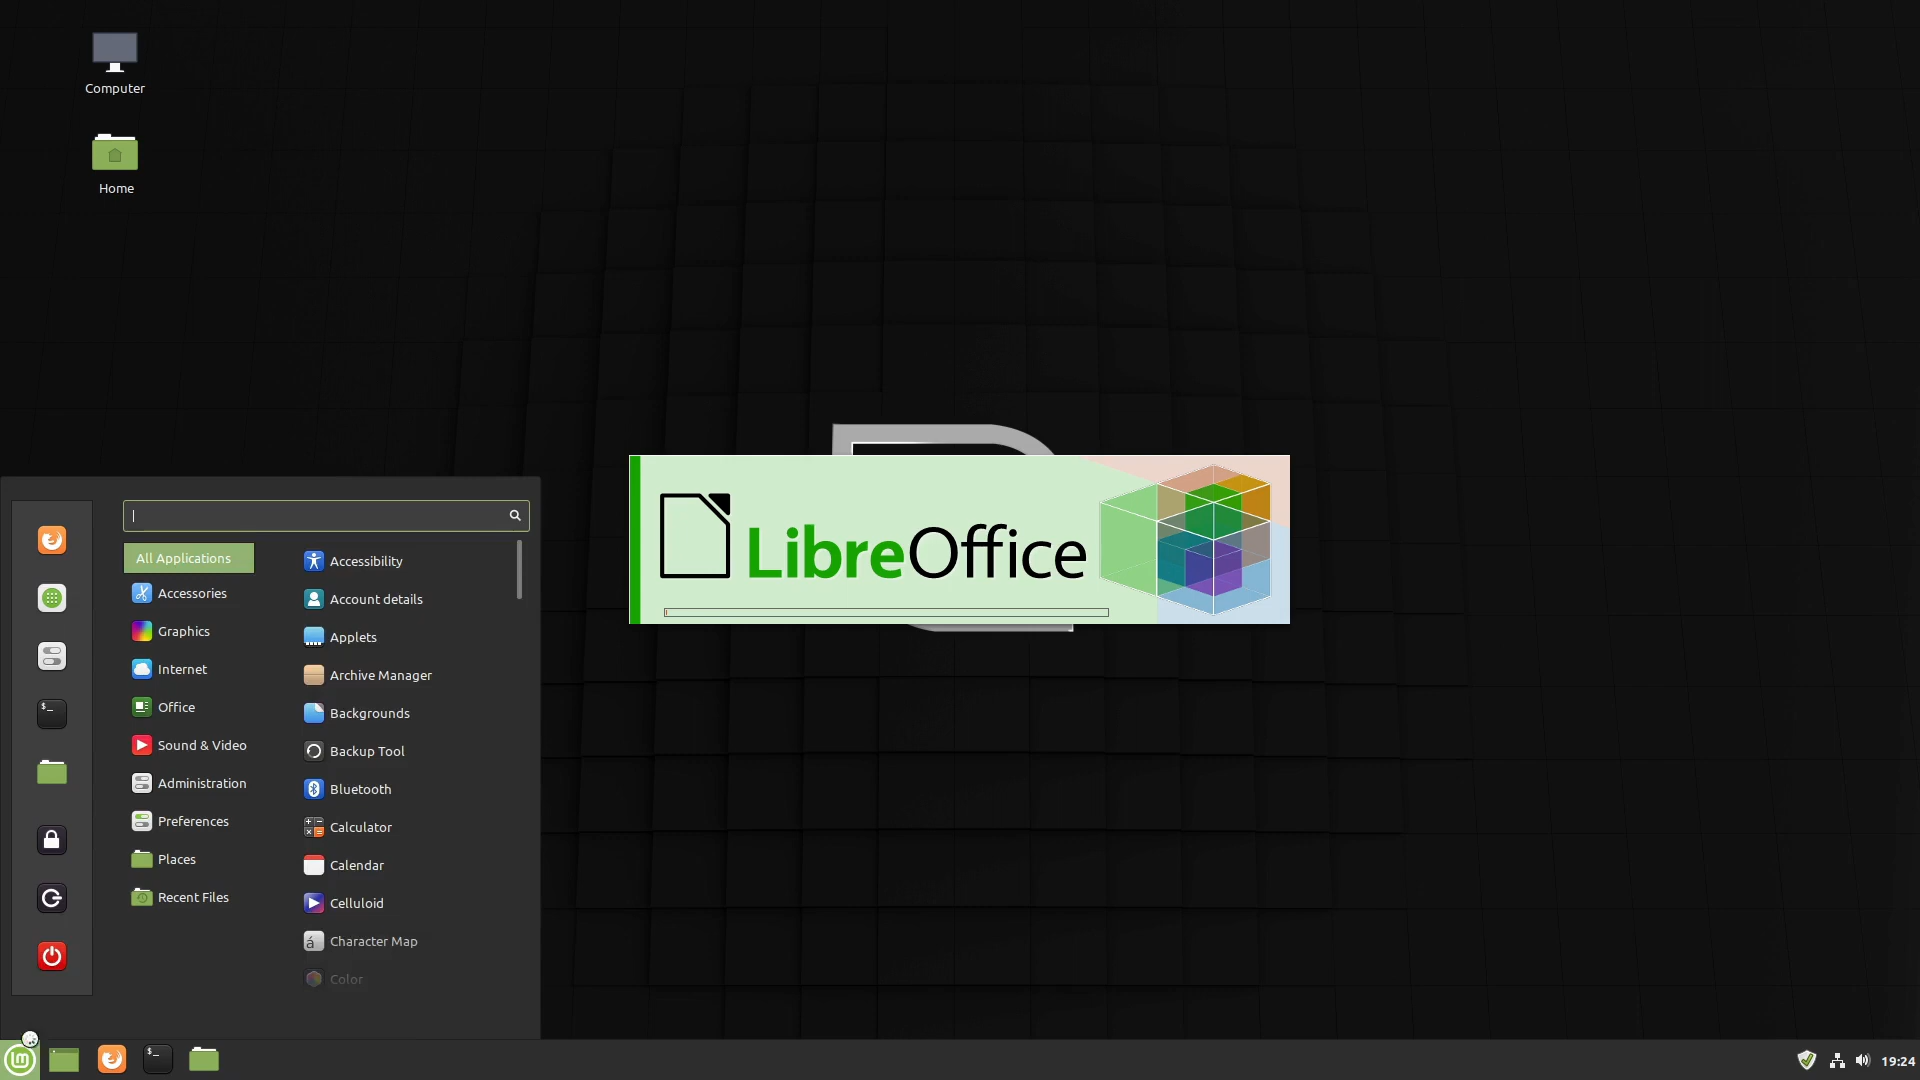 Computer
Home
LibreOffice
All Applications
Accessories
Graphics
Internet
Office
Sound & Video
Administration
Preferences
Places
Recent Files
Accessibility
Account details
Applets
Archive Manager
Backgrounds
Backup Tool
Bluetooth
Calculator
Calendar
Celluloid
Character Map
Color
19:24